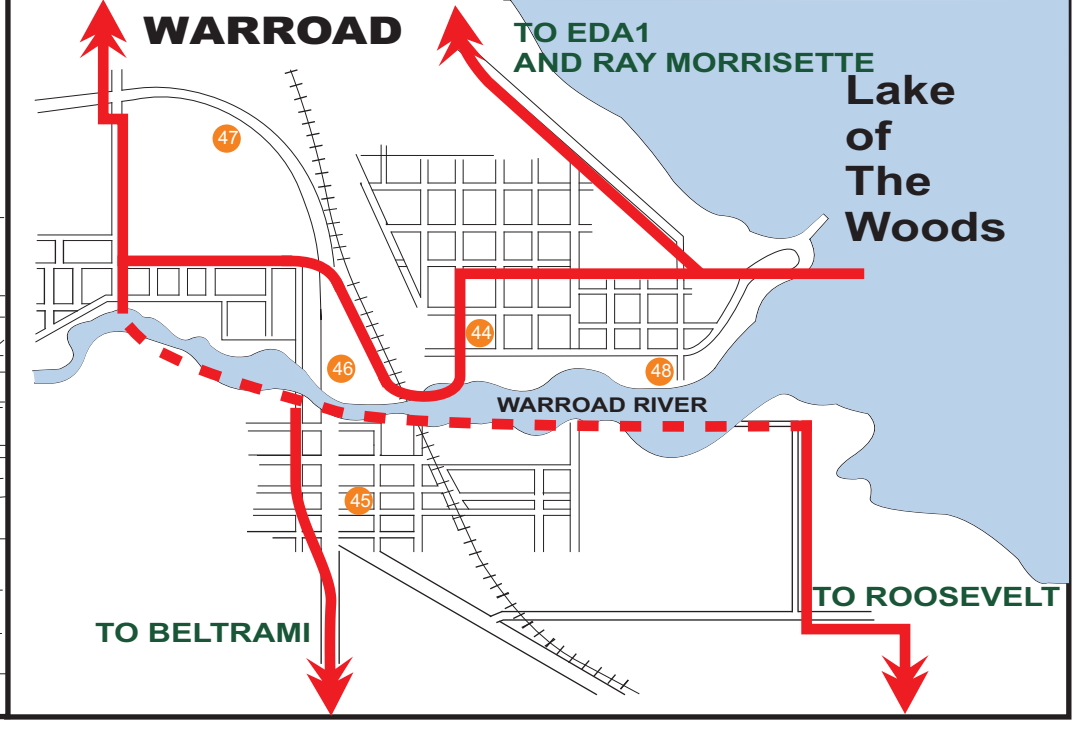 WARROAD
TO EDA1
AND RAY MORRISETTE
Lake
of
The
Woods
47
44
46
48
WARROAD RIVER
45
TO ROOSEVELT
TO BELTRAMI